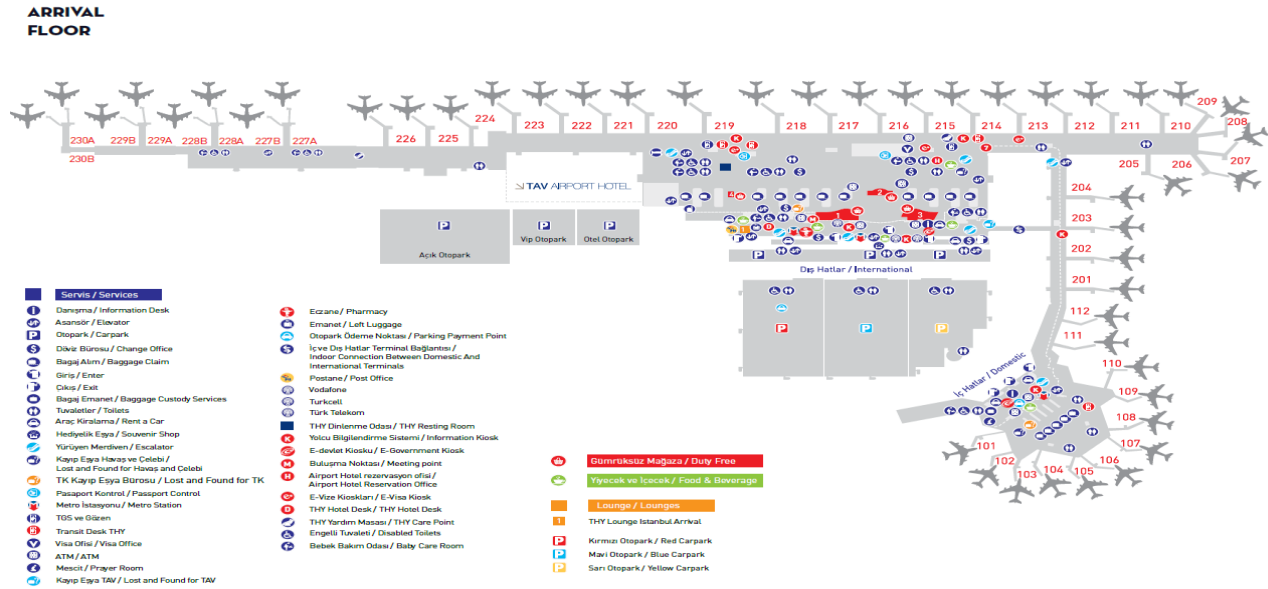 ARRIVAL
FLOOR
209
208
207
206
205
210
211
212
213
214
215
216
217
218
219
220
221
222
223
224
225
226
227A
227B
228A
228B
229A
229B
230A
230B
TAV AIRPORT HOTEL
204
203
202
201
112
111
110
109
108
107
106
105
104
103
102
101
Açık Otopark
Vip Otopark
Otel Otopark
Dış Hatlar / International
İç Hatlar / Domestic
1
2
3
4
7
Servis / Services
Danışma / Information Desk
Asansör / Elevator
Otopark / Carpark
Döviz Bürosu / Change Office
Bagaj Alım / Baggage Claim
Giriş / Enter
Çıkış / Exit
Bagaj Emanet / Baggage Custody Services
Tuvaletler / Toilets
Araç Kiralama / Rent a Car
Hediyelik Eşya / Souvenir Shop
Yürüyen Merdiven / Escalator
Kayıp Eşya Havaş ve Çelebi /
Lost and Found for Havaş and Çelebi
TK Kayıp Eşya Bürosu / Lost and Found for TK
Pasaport Kontrol / Passport Control
Metro İstasyonu / Metro Station
TGS ve Gözen
Transit Desk THY
Visa Ofisi / Visa Office
ATM / ATM
Mescit / Prayer Room
Kayıp Eşya TAV / Lost and Found for TAV
Eczane / Pharmacy
Emanet / Left Luggage
Otopark Ödeme Noktası / Parking Payment Point
İçve Dış Hatlar Terminal Bağlantısı /
Indoor Connection Between Domestic And
International Terminals
Postane / Post Office
Vodafone
Turkcell
Türk Telekom
THY Dinlenme Odası / THY Resting Room
Yolcu Bilgilendirme Sistemi / Information Kiosk
E-devlet Kiosku / E-Government Kiosk
Buluşma Noktası / Meeting point
Airport Hotel rezervasyon ofisi /
Airport Hotel Reservation Office
E-Vize Kioskları / E-Visa Kiosk
THY Hotel Desk / THY Hotel Desk
THY Yardım Masası / THY Care Point
Engelli Tuvaleti / Disabled Toilets
Bebek Bakım Odası / Baby Care Room
Gümrüksüz Mağaza / Duty Free
Yiyecek ve İçecek / Food & Beverage
Lounge / Lounges
1 THY Lounge Istanbul Arrival
P Kırmızı Otopark / Red Carpark
P Mavi Otopark / Blue Carpark
P Sarı Otopark / Yellow Carpark